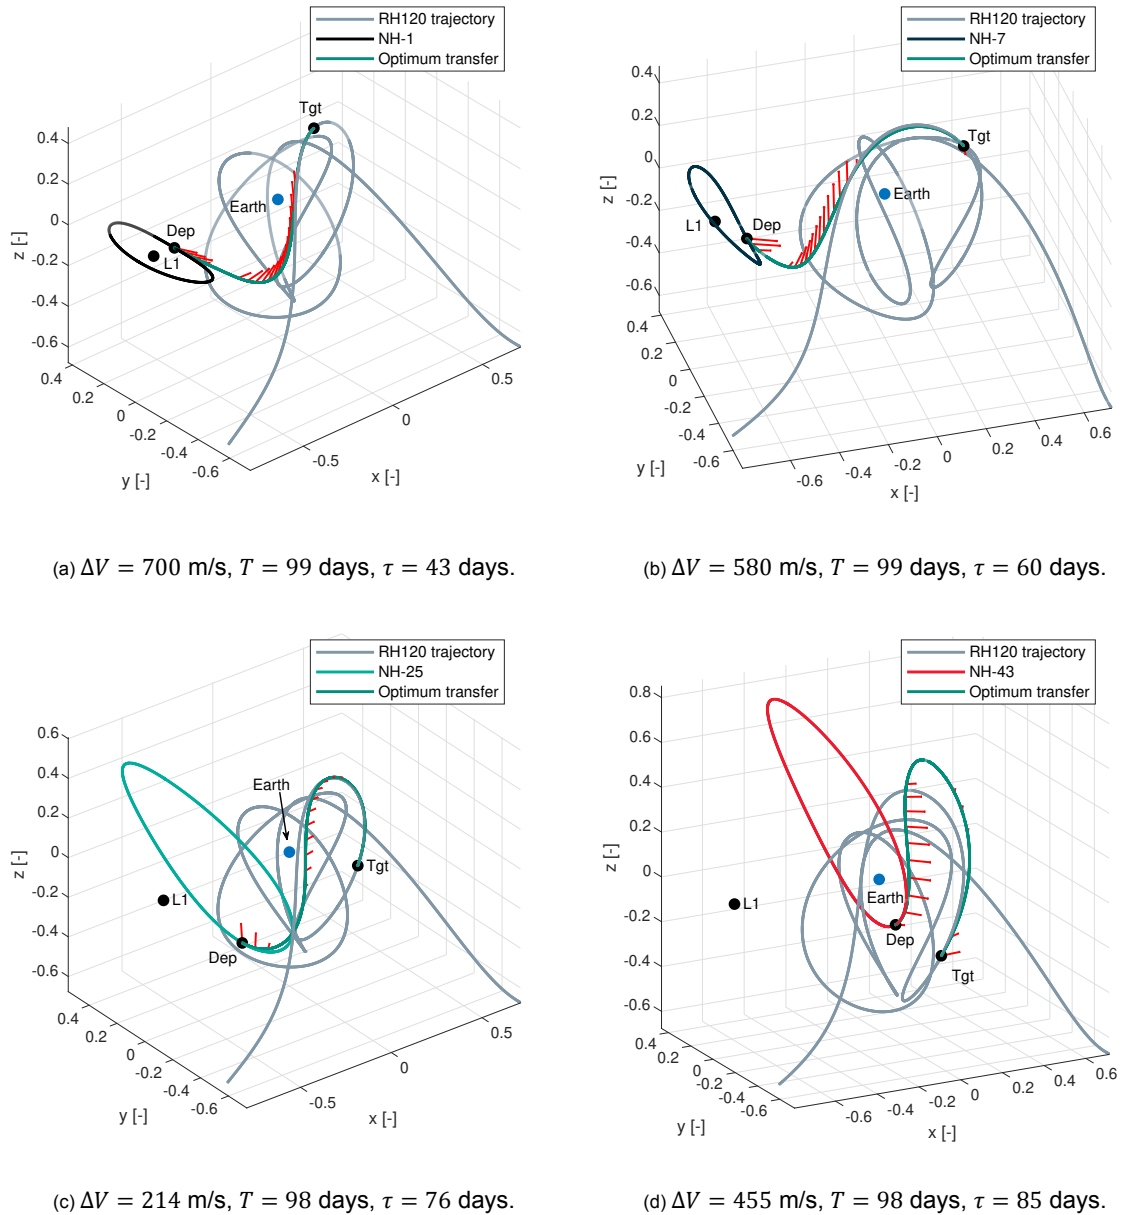 RH120 trajectory
NH-1
Optimum transfer
Tgt
Earth
Dep
L1
0.4
0.2
0
-0.2
-0.4
-0.6
z [-]
0.4
0.2
0
-0.2
-0.4
-0.6
y [-]
-0.5
0
0.5
x [-]
(a) ΔV = 700 m/s, T = 99 days, τ = 43 days.
RH120 trajectory
NH-7
Optimum transfer
Tgt
Earth
L1
Dep
0.4
0.2
0
-0.2
-0.4
-0.6
z [-]
0.4
0.2
0
-0.2
-0.4
-0.6
y [-]
-0.6
-0.4
-0.2
0
0.2
0.4
0.6
x [-]
(b) ΔV = 580 m/s, T = 99 days, τ = 60 days.
RH120 trajectory
NH-25
Optimum transfer
Earth
Tgt
L1
Dep
0.6
0.4
0.2
0
-0.2
-0.4
-0.6
z [-]
0.4
0.2
0
-0.2
-0.4
-0.6
y [-]
-0.5
0
0.5
x [-]
(c) ΔV = 214 m/s, T = 98 days, τ = 76 days.
RH120 trajectory
NH-43
Optimum transfer
L1
Earth
Dep
Tgt
0.8
0.6
0.4
0.2
0
-0.2
-0.4
-0.6
z [-]
0.4
0.2
0
-0.2
-0.4
-0.6
y [-]
-0.6
-0.4
-0.2
0
0.2
0.4
0.6
x [-]
(d) ΔV = 455 m/s, T = 98 days, τ = 85 days.